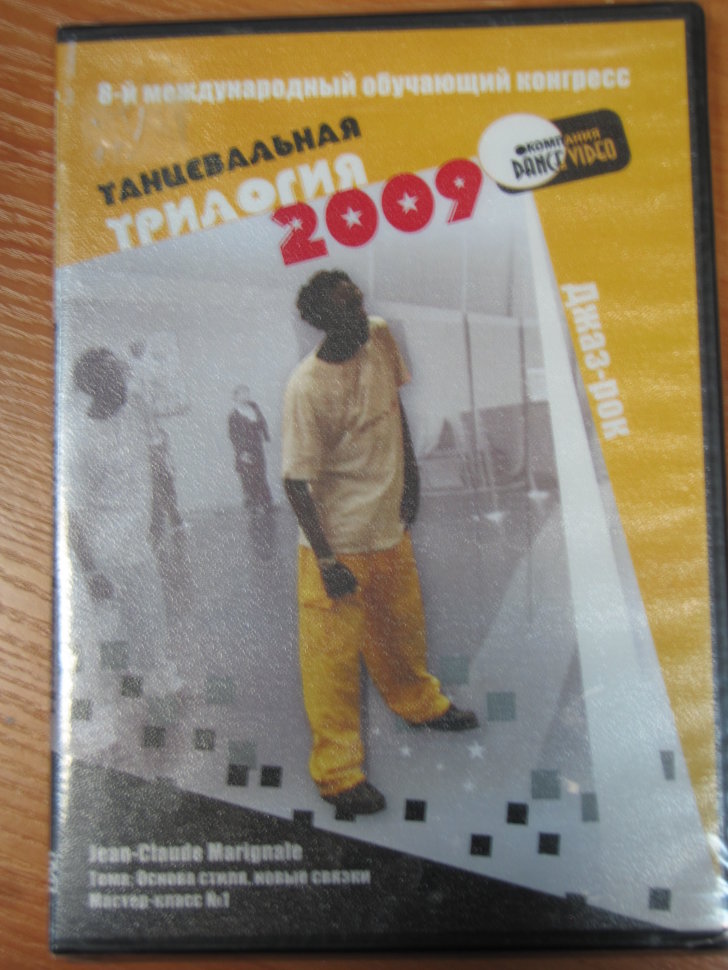 8-й международный обучающий конгресс
КОМПАНИЯ
DANCE VIDEO
ТАНЦЕВАЛЬНАЯ
ТРИЛОГИЯ
2009
Джаз-рок
Jean-Claude Marignale
Тема: Основа стиля, новые связки
Мастер-класс №1